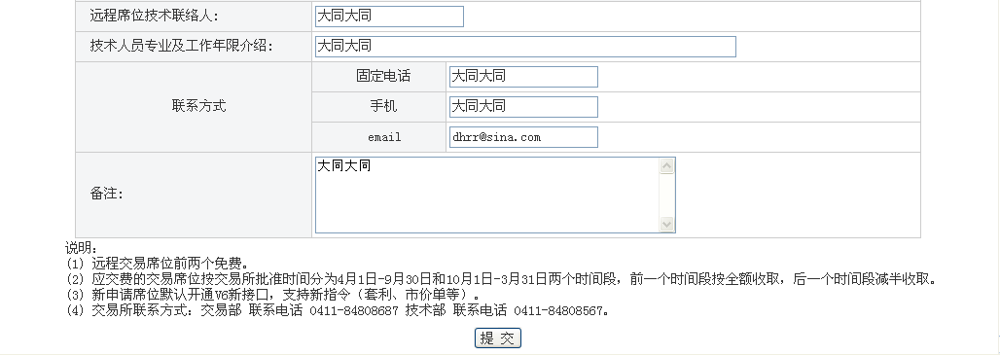 远程席位技术联络人:
大同大同
技术人员专业及工作年限介绍:
大同大同
联系方式
固定电话
大同大同
手机
大同大同
email
dhrr@sina.com
备注:
大同大同
说明:
(1) 远程交易席位前两个免费。
(2) 应交费的交易席位按交易所批准时间分为4月1日-9月30日和10月1日-3月31日两个时间段，前一个时间段按全额收取，后一个时间段减半收取。
(3) 新申请席位默认开通V6新接口，支持新指令（套利、市价单等）。
(4) 交易所联系方式: 交易部 联系电话 0411-84808687 技术部 联系电话 0411-84808567。
提 交